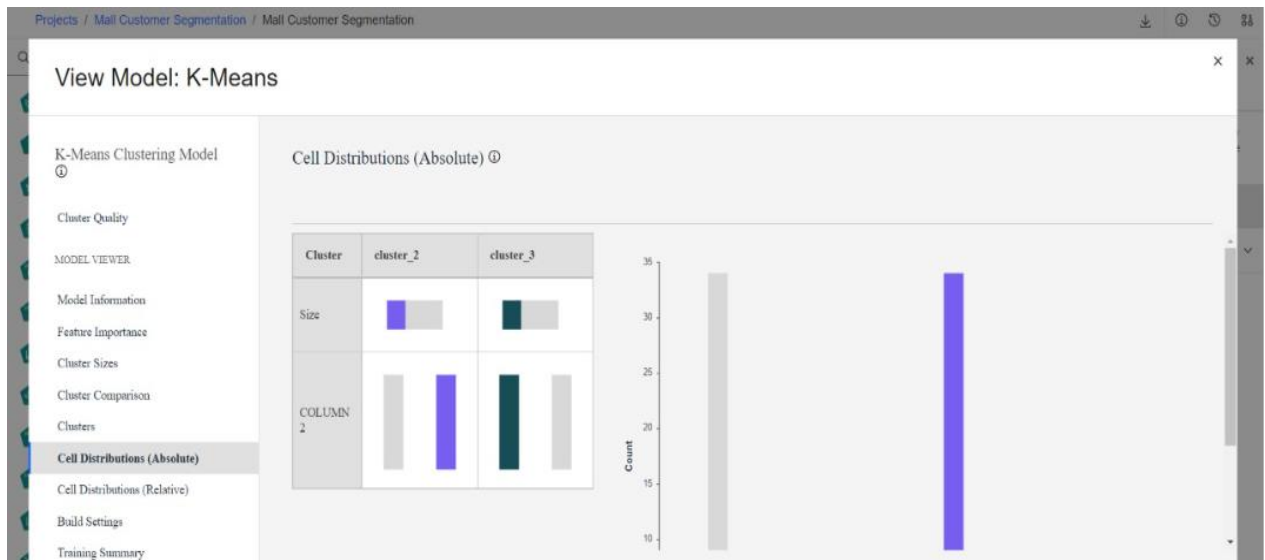 Projects / Mall Customer Segmentation / Mall Customer Segmentation
View Model: K-Means
K-Means Clustering Model
Cluster Quality
MODEL VIEWER
Model Information
Feature Importance
Cluster Sizes
Cluster Comparison
Clusters
Cell Distributions (Absolute)
Cell Distributions (Relative)
Build Settings
Training Summary
Cell Distributions (Absolute)
Cluster cluster_2 cluster_3
Size
COLUMN
2
35
30
25
20
15
10
Count